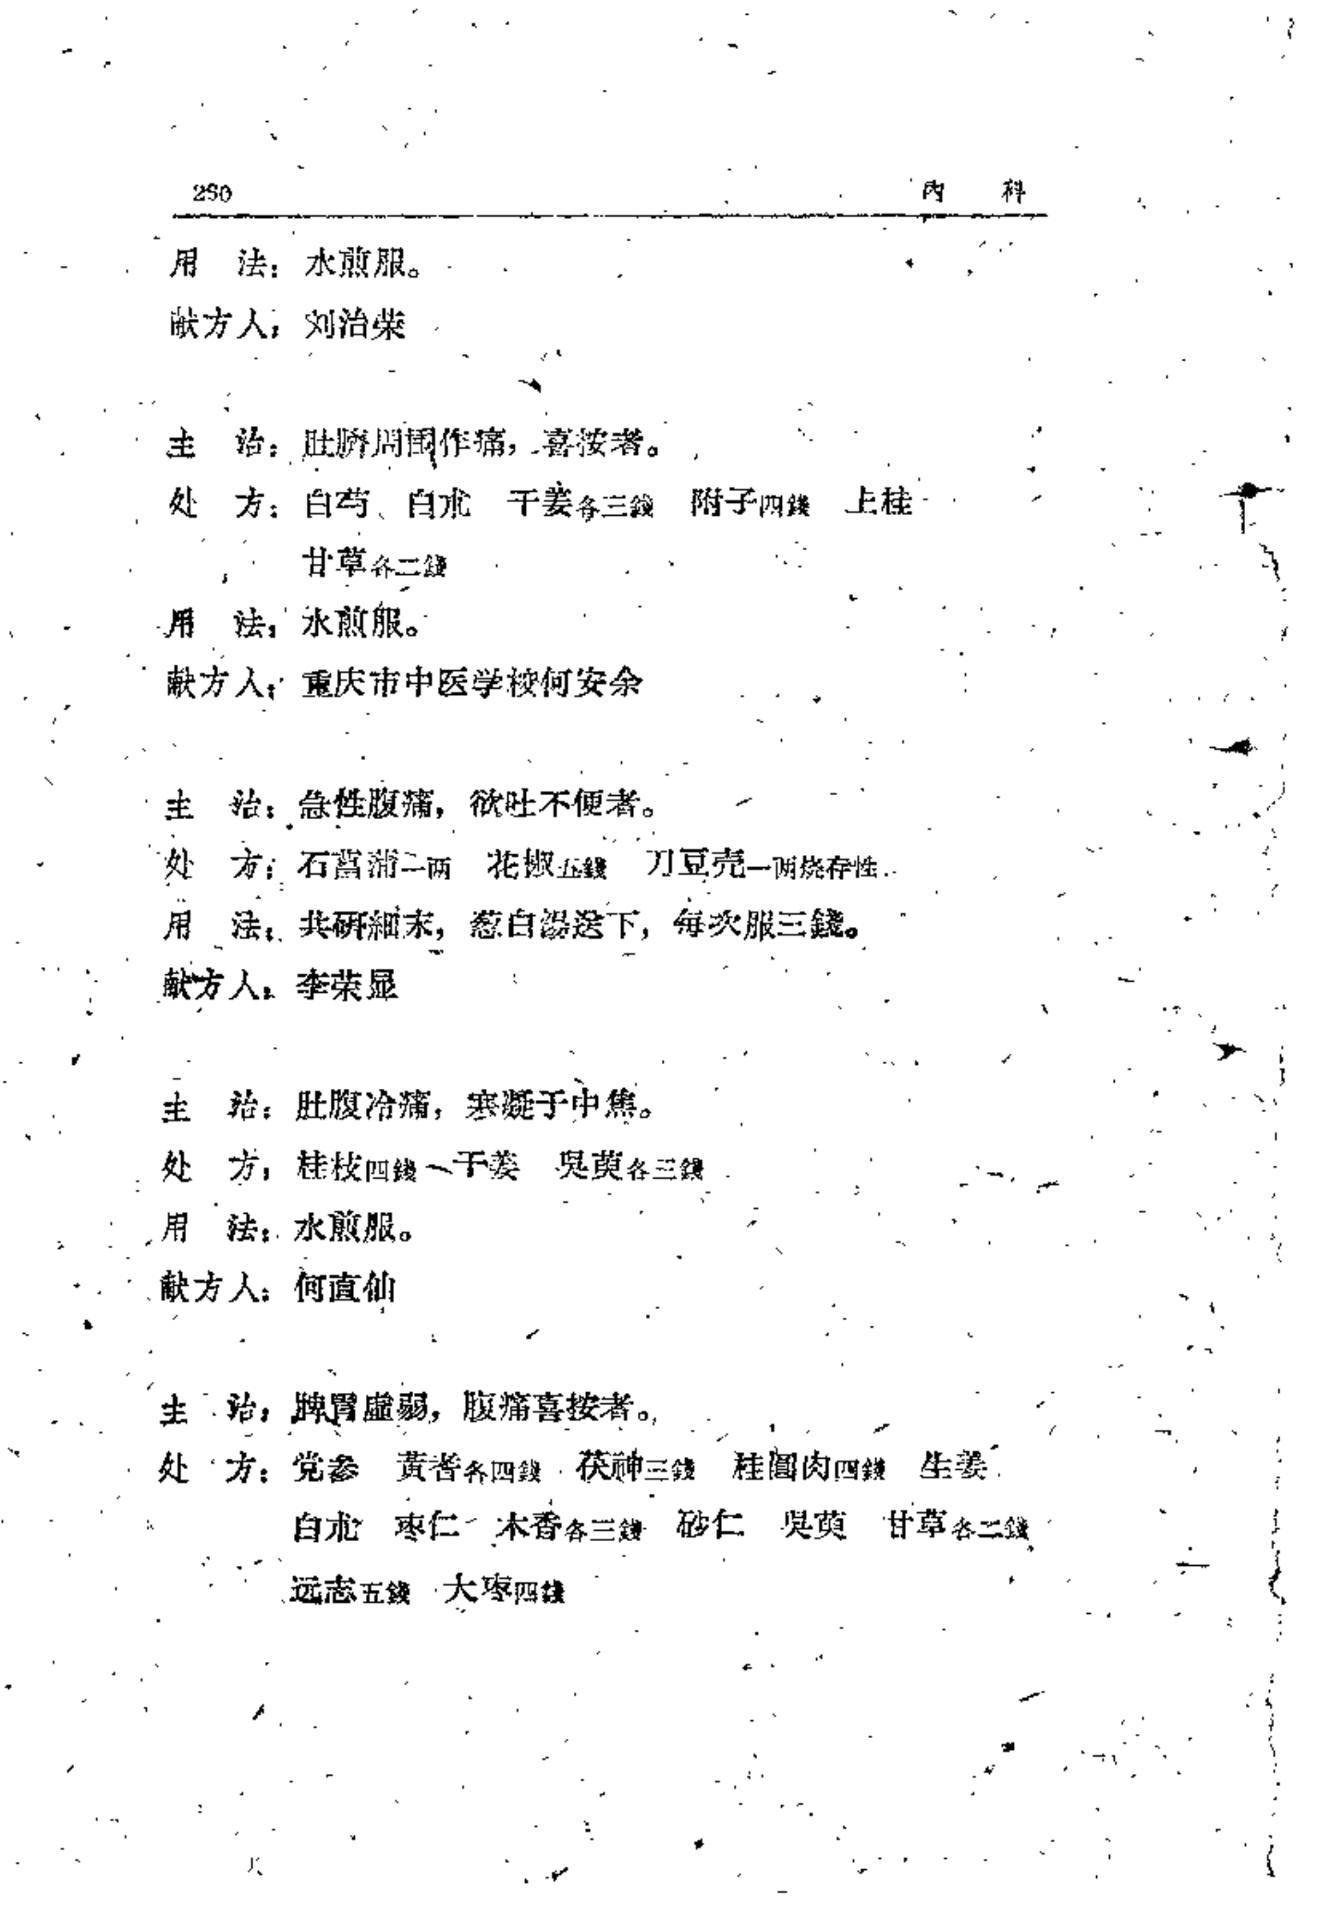 内　科
用　法：水煎服。
献方人：刘治荣
主　治：肚脐周围作痛，喜按者。
处　方：白芍、白朮　干姜各三錢　附子四錢　上桂
甘草各二錢
用　法：水煎服。
献方人：重庆市中医学校何安余
主　治：急性腹痛，欲吐不便者。
处　方：石菖蒲一两　花椒五錢　刀豆壳一两烧存性
用　法：共研細末，葱白湯送下，每次服三錢。
献方人：李荣显
主　治：肚腹冷痛，寒凝于中焦。
处　方：桂枝四錢　干姜　吳萸各三錢
用　法：水煎服。
献方人：何直仙
主　治：脾胃虛弱，腹痛喜按者。
处　方：党参　黃耆各四錢　茯神三錢　桂圓肉四錢　生姜
白朮　枣仁　木香各三錢　砂仁　吳萸　甘草各二錢
远志五錢　大枣四錢